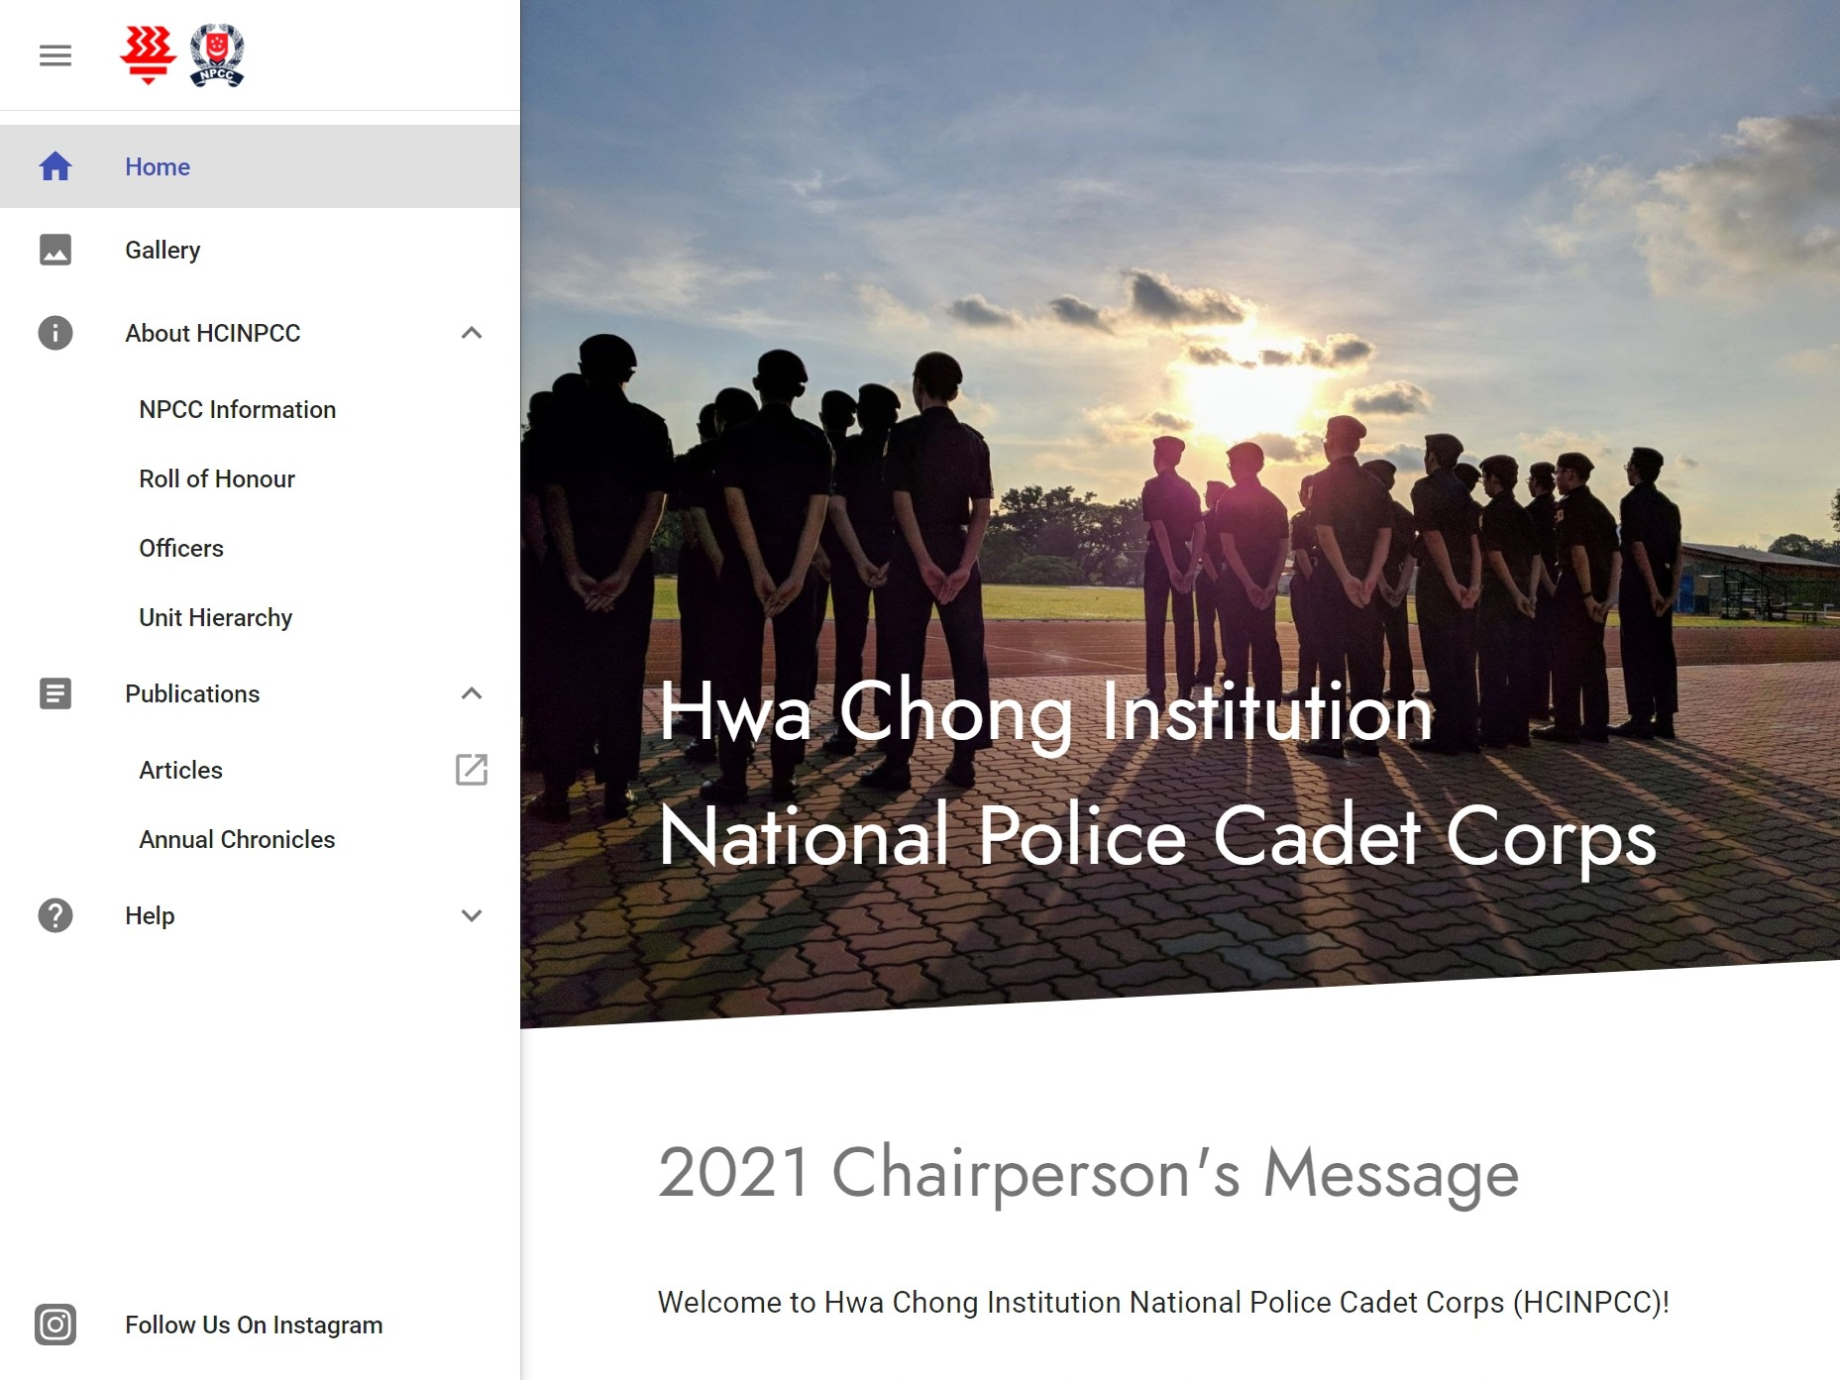 NPCC
Home
Gallery
About HCINPCC
NPCC Information
Roll of Honour
Officers
Unit Hierarchy
Publications
Articles
Annual Chronicles
Help
Follow Us On Instagram
Hwa Chong Institution
National Police Cadet Corps
2021 Chairperson's Message
Welcome to Hwa Chong Institution National Police Cadet Corps (HCINPCC)!